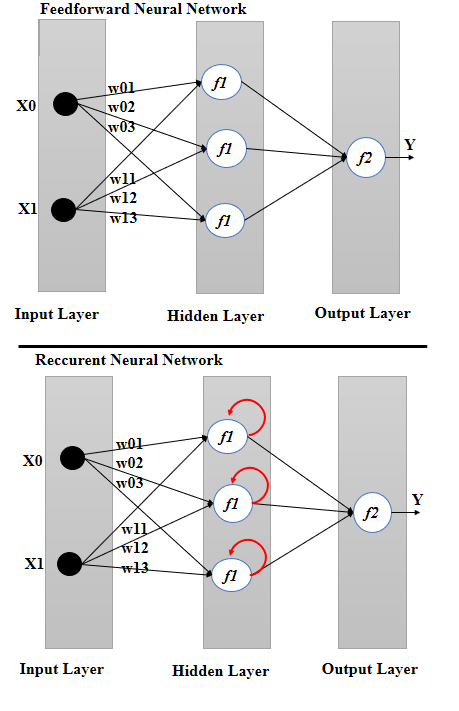 Feedforward Neural Network
w01
X0
w02
f1
w03
f1
Y
f2
w11
X1
w12
w13
f1
Input Layer
Hidden Layer
Output Layer
Reccurent Neural Network
w01
X0
w02
f1
w03
f1
Y
f2
w11
w12
X1
w13
f1
Input Layer
Hidden Layer
Output Layer